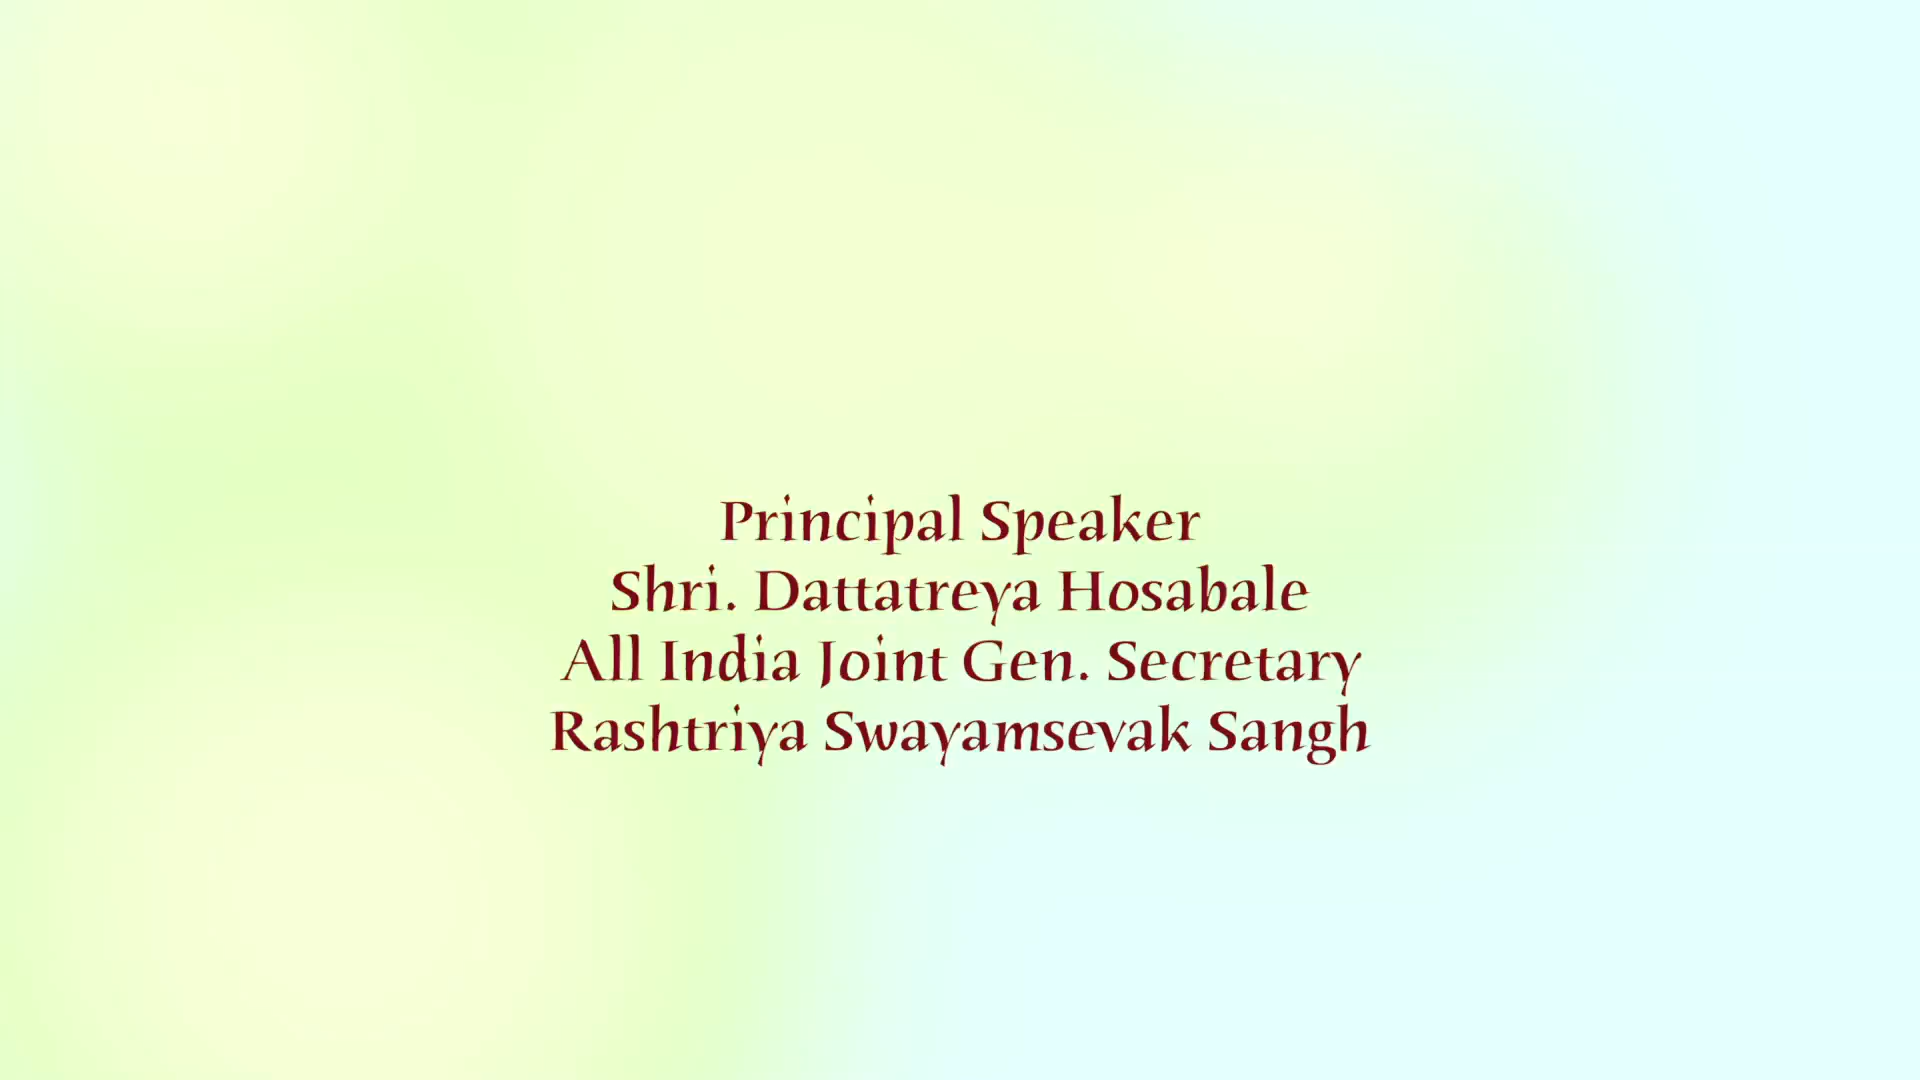 Principal Speaker
Shri. Dattatreya Hosabale
All India Joint Gen. Secretary
Rashtriya Swayamsevak Sangh